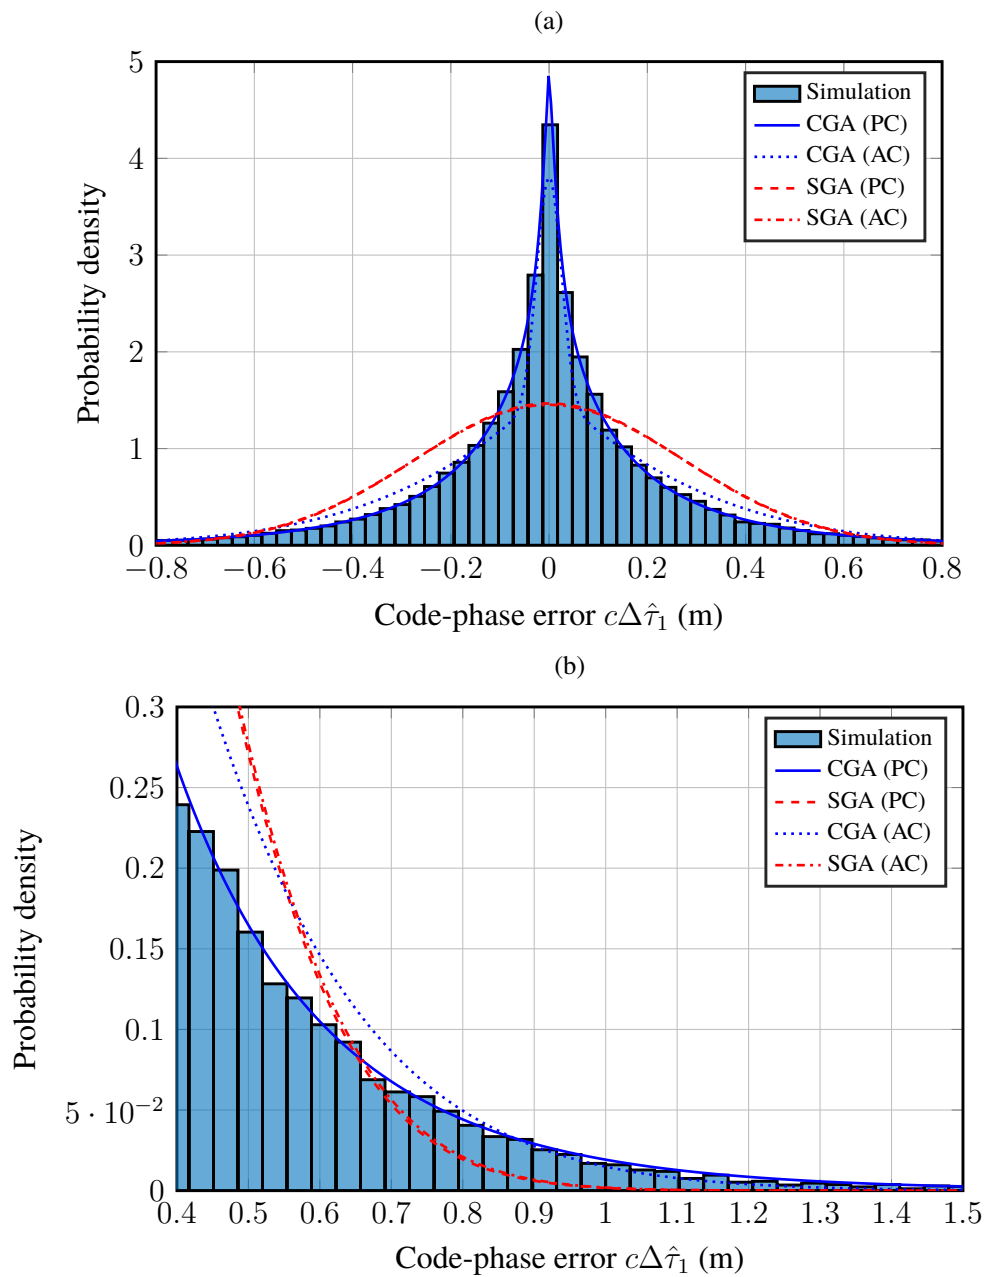 (a)
5
4
3
2
1
0
Probability density
Simulation
CGA (PC)
CGA (AC)
SGA (PC)
SGA (AC)
−0.8 −0.6 −0.4 −0.2 0 0.2 0.4 0.6 0.8
Code-phase error cΔτ̂₁ (m)
(b)
0.3
0.25
0.2
0.15
0.1
5 · 10⁻²
0
Probability density
Simulation
CGA (PC)
SGA (PC)
CGA (AC)
SGA (AC)
0.4 0.5 0.6 0.7 0.8 0.9 1 1.1 1.2 1.3 1.4 1.5
Code-phase error cΔτ̂₁ (m)